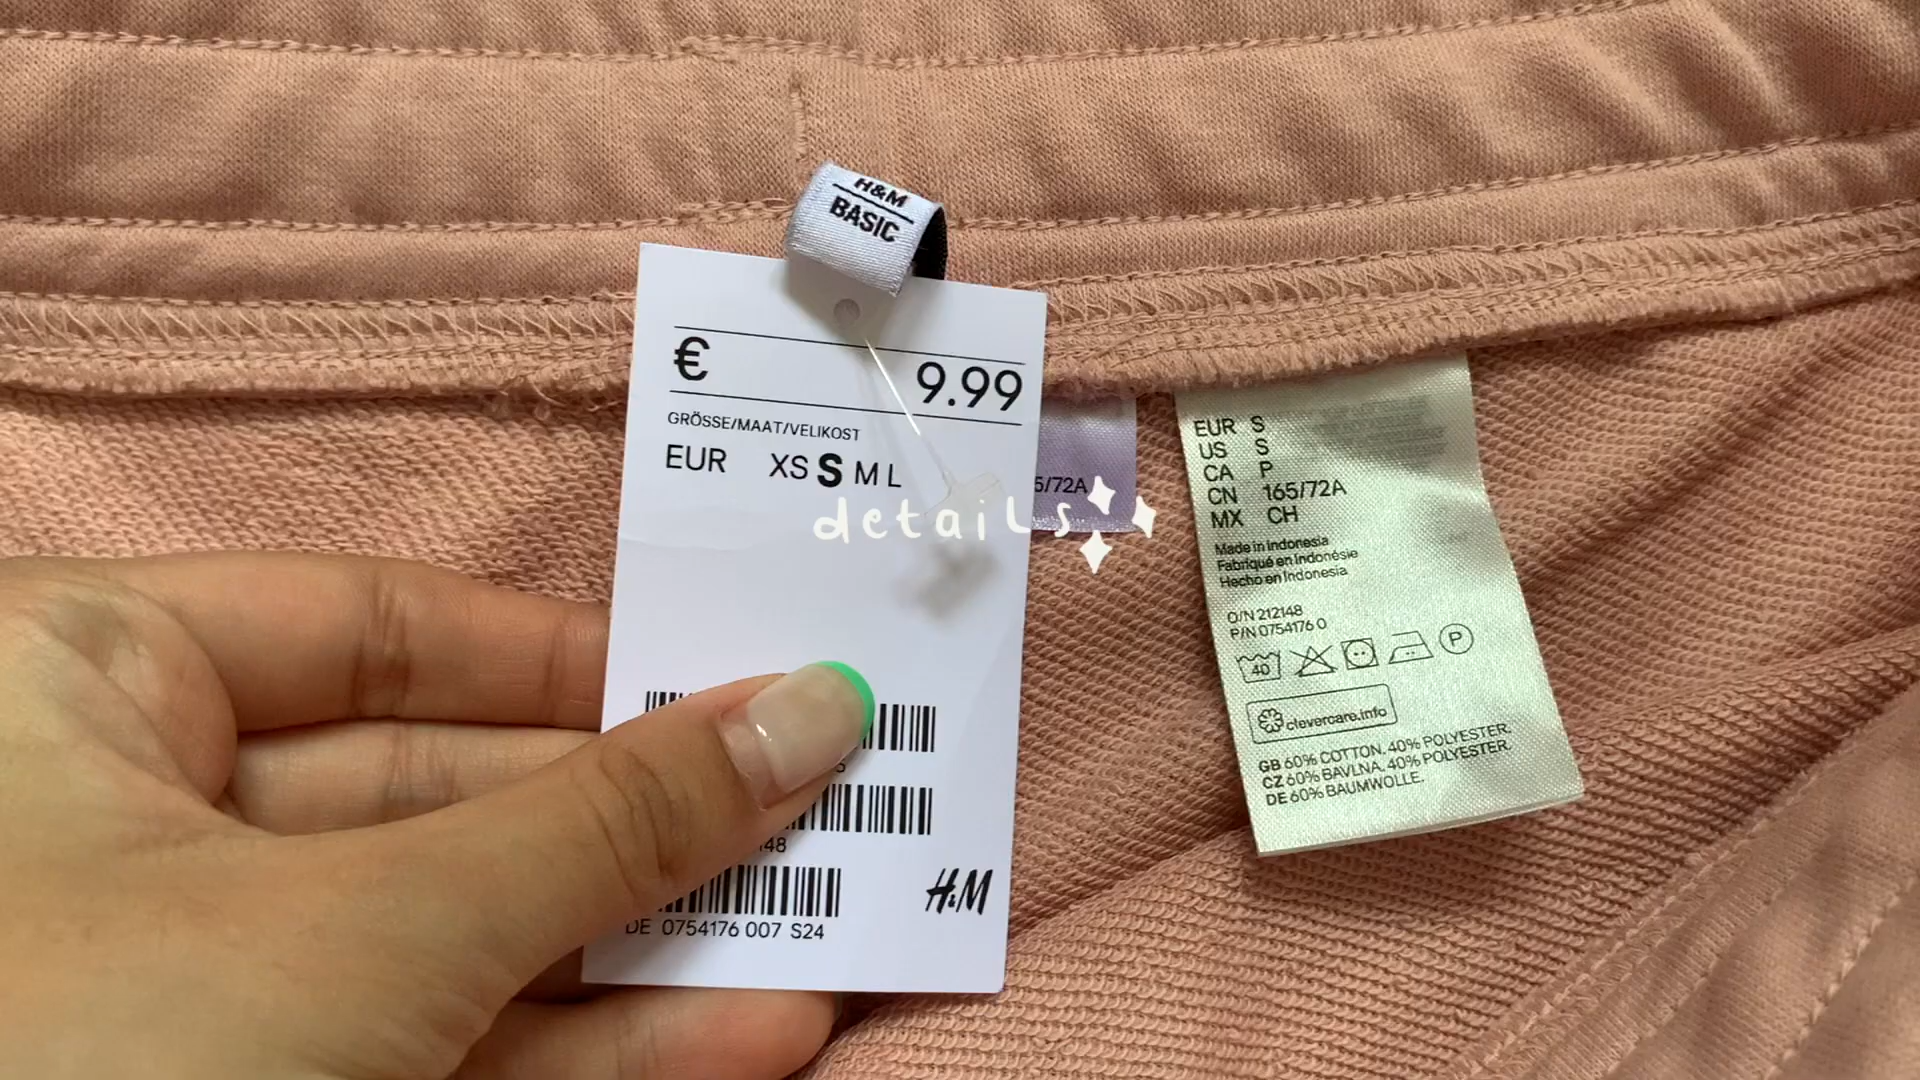 H&M
BASIC
€ 9.99
GRÖSSE/MAAT/VELIKOST
EUR XS S M L
details
5/72A
148
DE 0754176 007 S24
H&M
EUR S
US S
CA P
CN 165/72A
MX CH
Made in Indonesia
Fabriqué en Indonésie
Hecho en Indonesia
O/N 212148
P/N 0754176 0
40
P
clevercare.info
GB 60% COTTON. 40% POLYESTER.
CZ 60% BAVLNA. 40% POLYESTER.
DE 60% BAUMWOLLE.